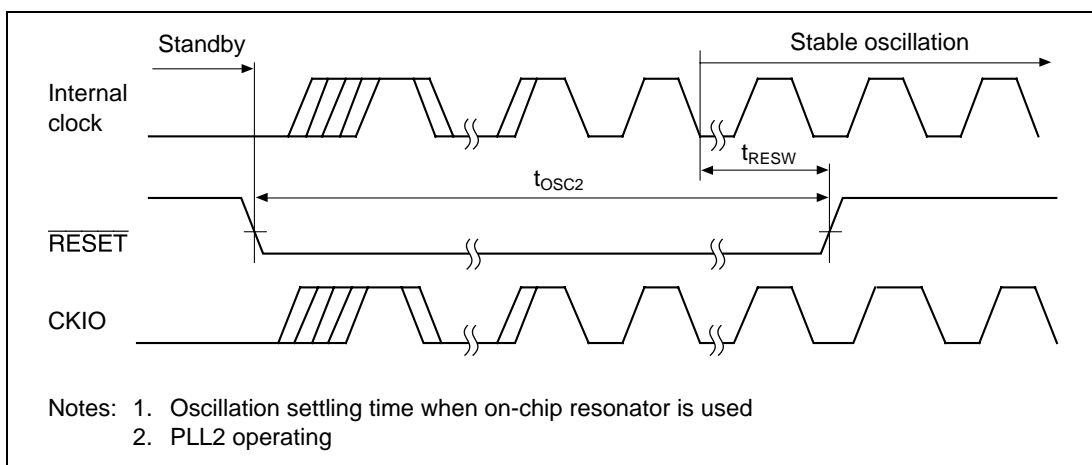 Standby
Stable oscillation
Internal
clock
tRESW
tOSC2
RESET
CKIO
Notes: 1. Oscillation settling time when on-chip resonator is used
2. PLL2 operating